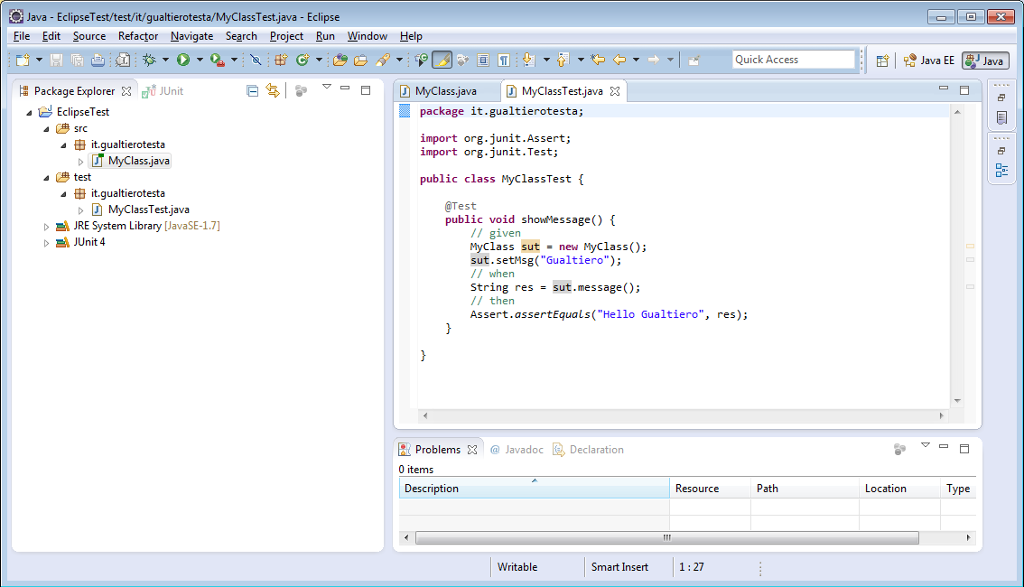 Java - EclipseTest/test/it/gualtierotesta/MyClassTest.java - Eclipse
File Edit Source Refactor Navigate Search Project Run Window Help
Quick Access
Java EE
Java
Package Explorer
JUnit
EclipseTest
src
it.gualtierotesta
MyClass.java
test
it.gualtierotesta
MyClassTest.java
JRE System Library [JavaSE-1.7]
JUnit 4
MyClass.java
MyClassTest.java
package it.gualtierotesta;
import org.junit.Assert;
import org.junit.Test;
public class MyClassTest {
@Test
public void showMessage() {
// given
MyClass sut = new MyClass();
sut.setMsg("Gualtiero");
// when
String res = sut.message();
// then
Assert.assertEquals("Hello Gualtiero", res);
}
}
Problems
@ Javadoc
Declaration
0 items
Description Resource Path Location Type
Writable Smart Insert 1 : 27